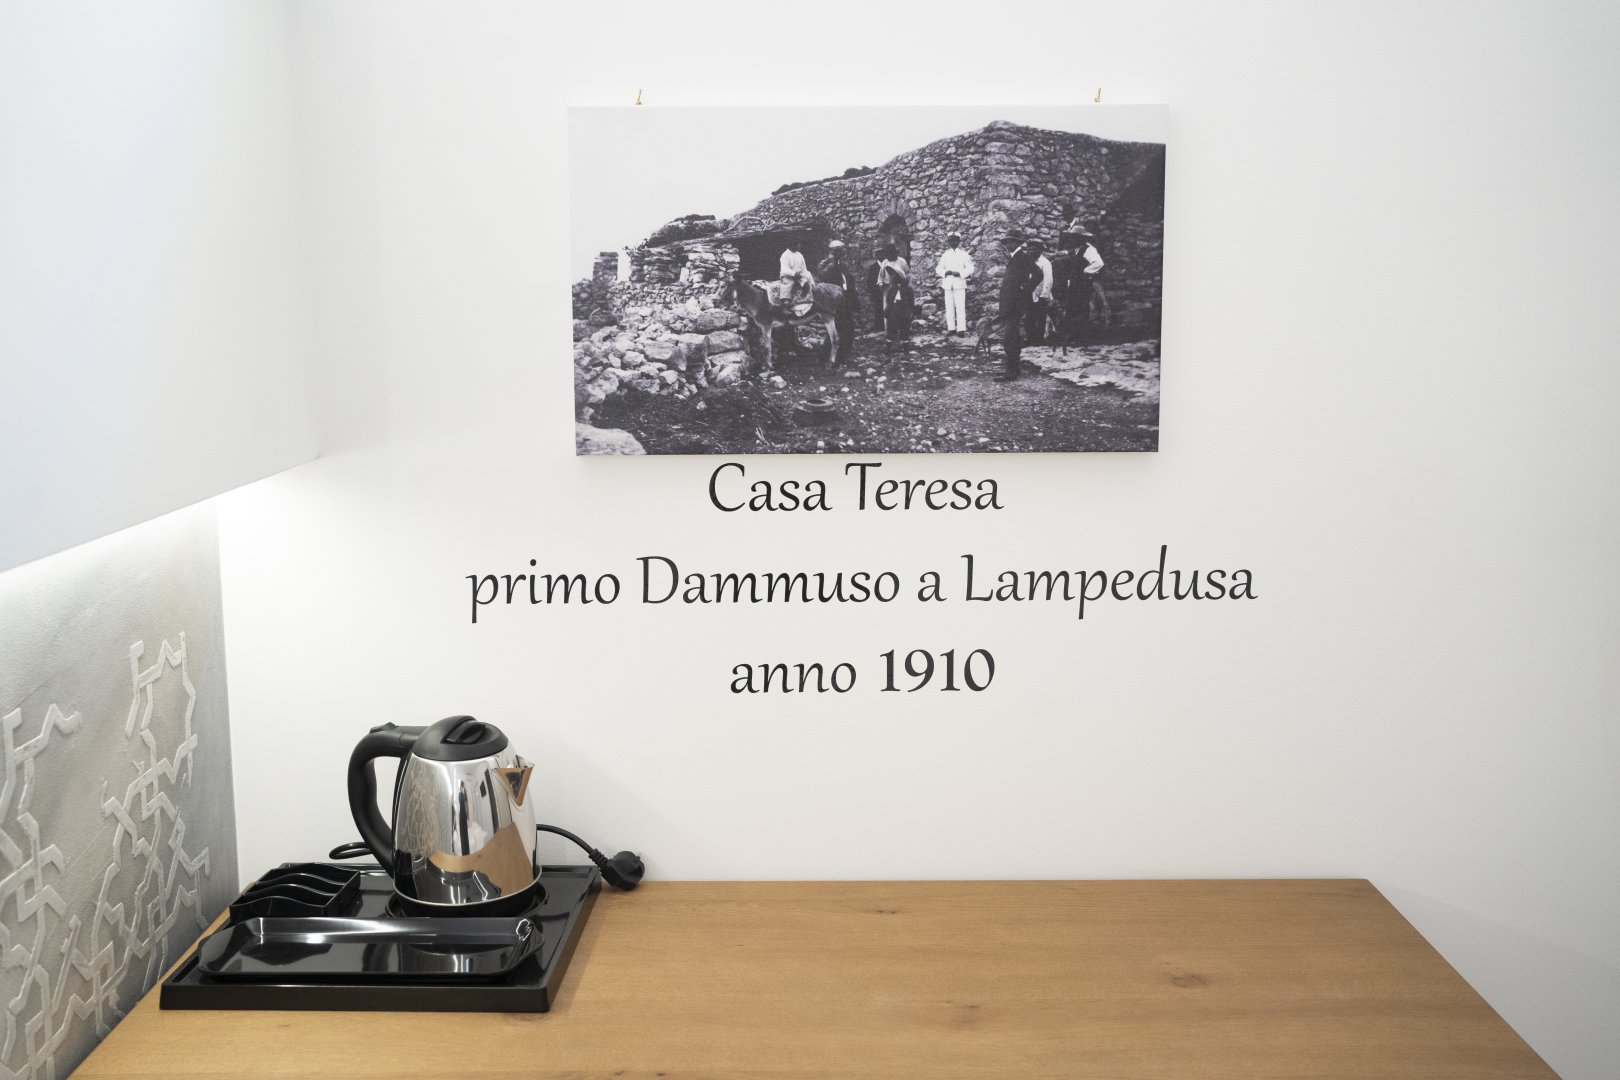 Casa Teresa
primo Dammuso a Lampedusa
anno 1910